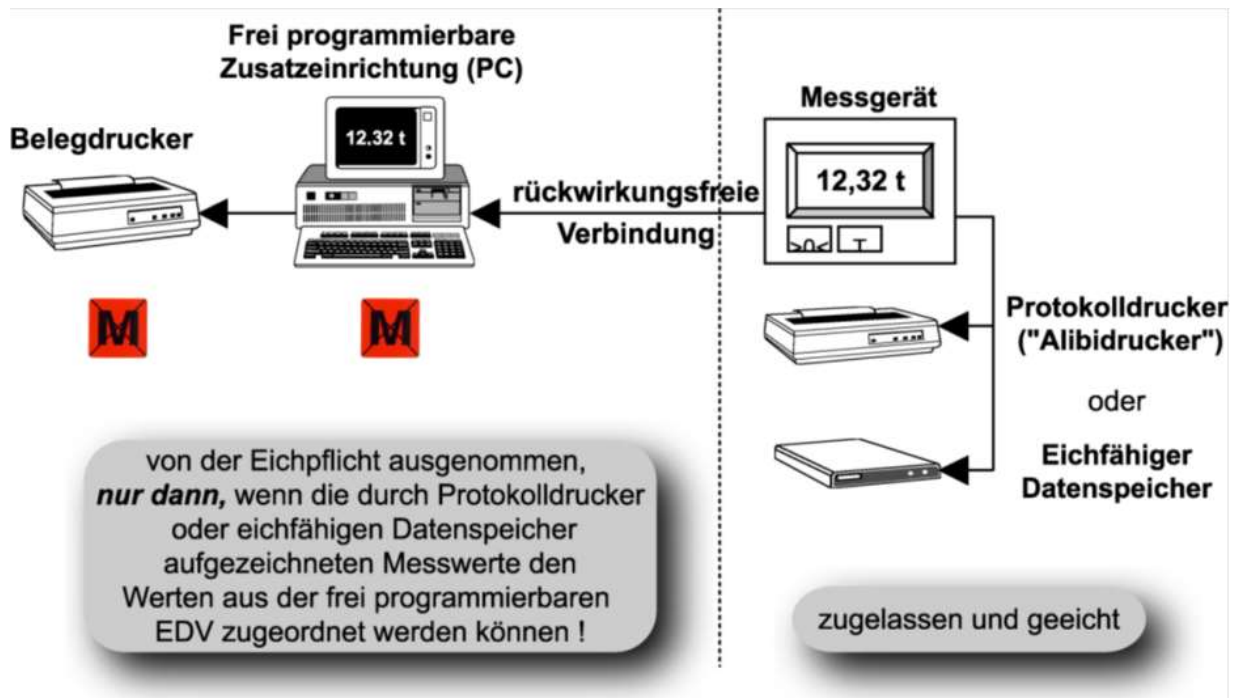 Frei programmierbare
Zusatzeinrichtung (PC)
Belegdrucker
12.32 t
rückwirkungsfreie
Verbindung
Messgerät
12,32 t
>0<
T
M
M
Protokolldrucker
("Alibidrucker")
oder
Eichfähiger
Datenspeicher
von der Eichpflicht ausgenommen,
nur dann, wenn die durch Protokolldrucker
oder eichfähigen Datenspeicher
aufgezeichneten Messwerte den
Werten aus der frei programmierbaren
EDV zugeordnet werden können !
zugelassen und geeicht